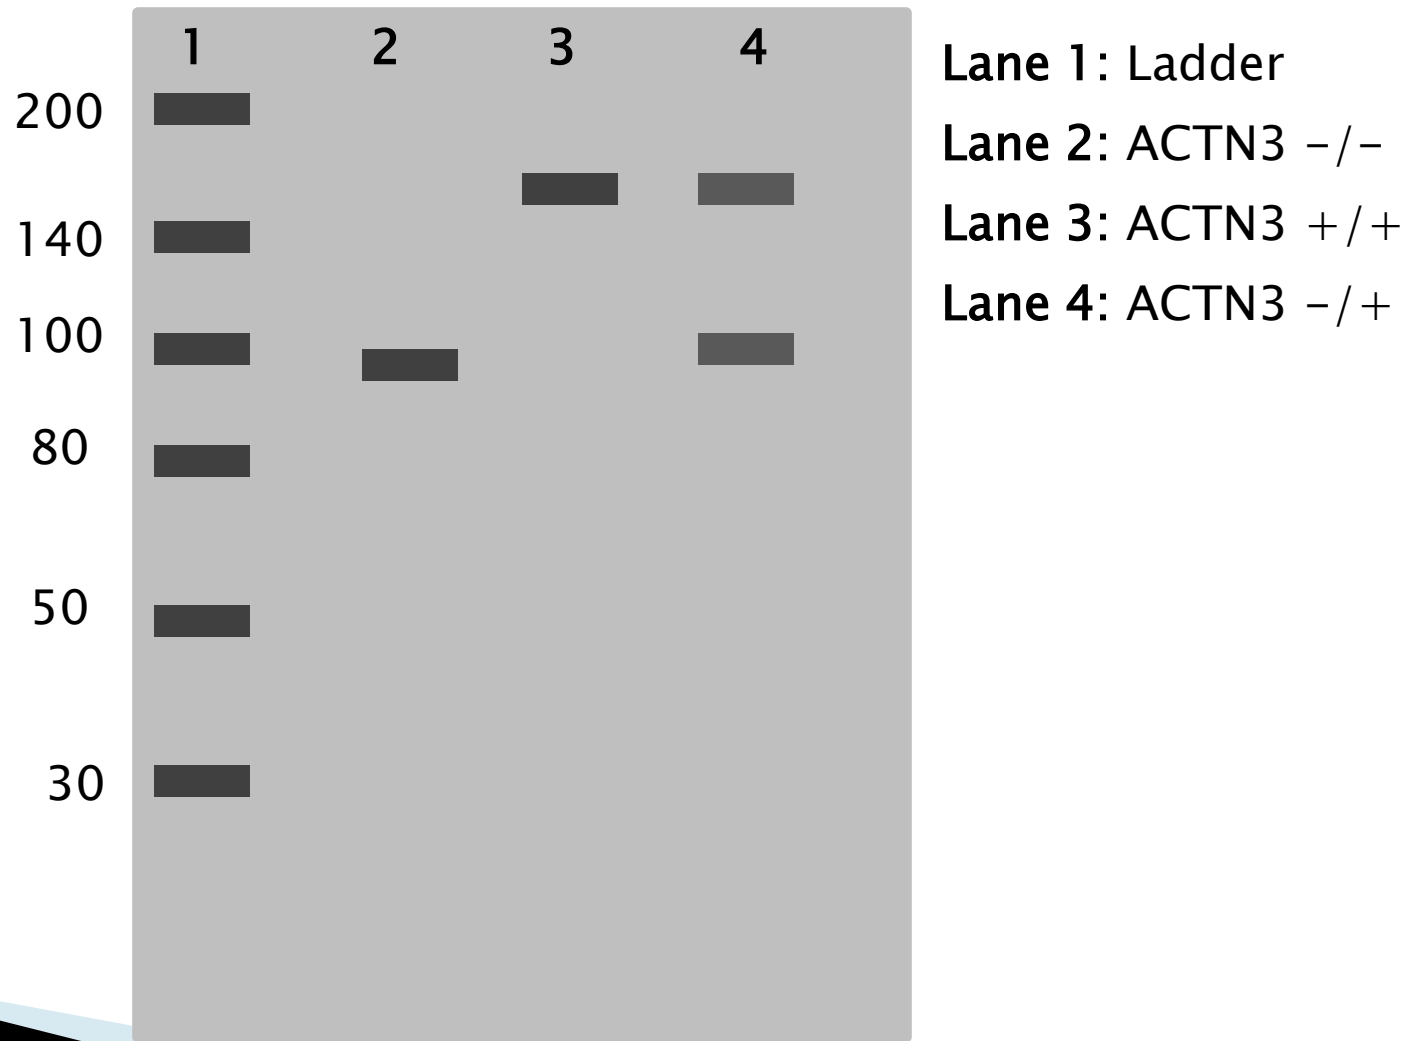 1 2 3 4
200
140
100
80
50
30
Lane 1: Ladder
Lane 2: ACTN3 -/-
Lane 3: ACTN3 +/+
Lane 4: ACTN3 -/+